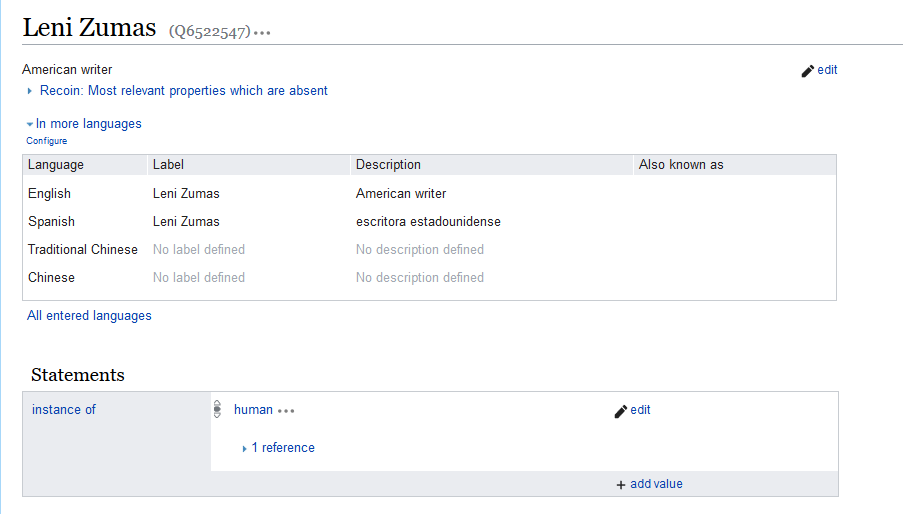 Leni Zumas (Q6522547) •••
American writer
edit
Recoin: Most relevant properties which are absent
In more languages
Configure
Language Label Description Also known as
English Leni Zumas American writer
Spanish Leni Zumas escritora estadounidense
Traditional Chinese No label defined No description defined
Chinese No label defined No description defined
All entered languages
Statements
instance of human ••• edit
1 reference
+ add value